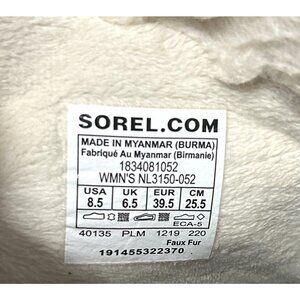 SOREL.COM
MADE IN MYANMAR (BURMA)
Fabriqué Au Myanmar (Birmanie)
1834081052
WMN'S NL3150-052
USA UK EUR CM
8.5 6.5 39.5 25.5
ECA-5
40135 PLM 1219 220
Faux Fur
191455322370